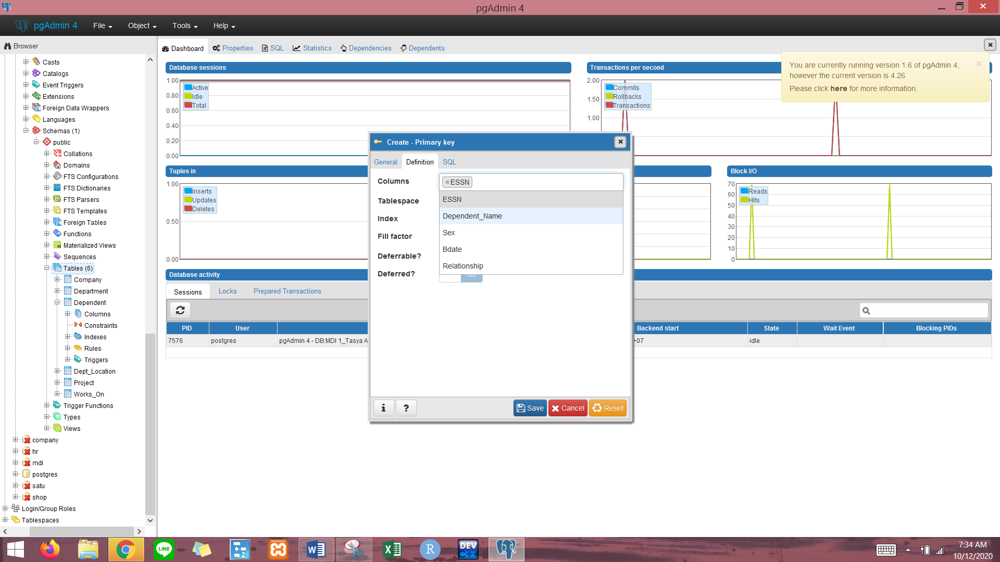 pgAdmin 4
pgAdmin 4 File Object Tools Help
Browser
Casts
Catalogs
Event Triggers
Extensions
Foreign Data Wrappers
Languages
Schemas (1)
public
Collations
Domains
FTS Configurations
FTS Dictionaries
FTS Parsers
FTS Templates
Foreign Tables
Functions
Materialized Views
Sequences
Tables (6)
Company
Department
Dependent
Columns
Constraints
Indexes
Rules
Triggers
Dept_Location
Project
Works_On
Trigger Functions
Types
Views
company
hr
mdi
postgres
satu
shop
Login/Group Roles
Tablespaces
Dashboard Properties SQL Statistics Dependencies Dependents
Database sessions
1.00
0.80
0.60
0.40
0.20
0.00
Active
Idle
Total
Transactions per second
2.00
1.50
1.00
Commits
Rollbacks
Transactions
You are currently running version 1.6 of pgAdmin 4,
however the current version is 4.26.
Please click here for more information.
Tuples in
1.00
0.50
0.00
Inserts
Updates
Deletes
Block I/O
70
60
50
40
30
20
10
0
Reads
Hits
Create - Primary key
General Definition SQL
Columns
ESSN
Tablespace
Index
Fill factor
Deferrable?
Deferred?
ESSN
Dependent_Name
Sex
Bdate
Relationship
No
Save Cancel Reset
Database activity
Sessions Locks Prepared Transactions
PID User Backend start State Wait Event Blocking PIDs
7576 postgres pgAdmin 4 - DB:MDI 1_Tasya A +07 idle
LINE
R
DEV
C++
7:34 AM
10/12/2020